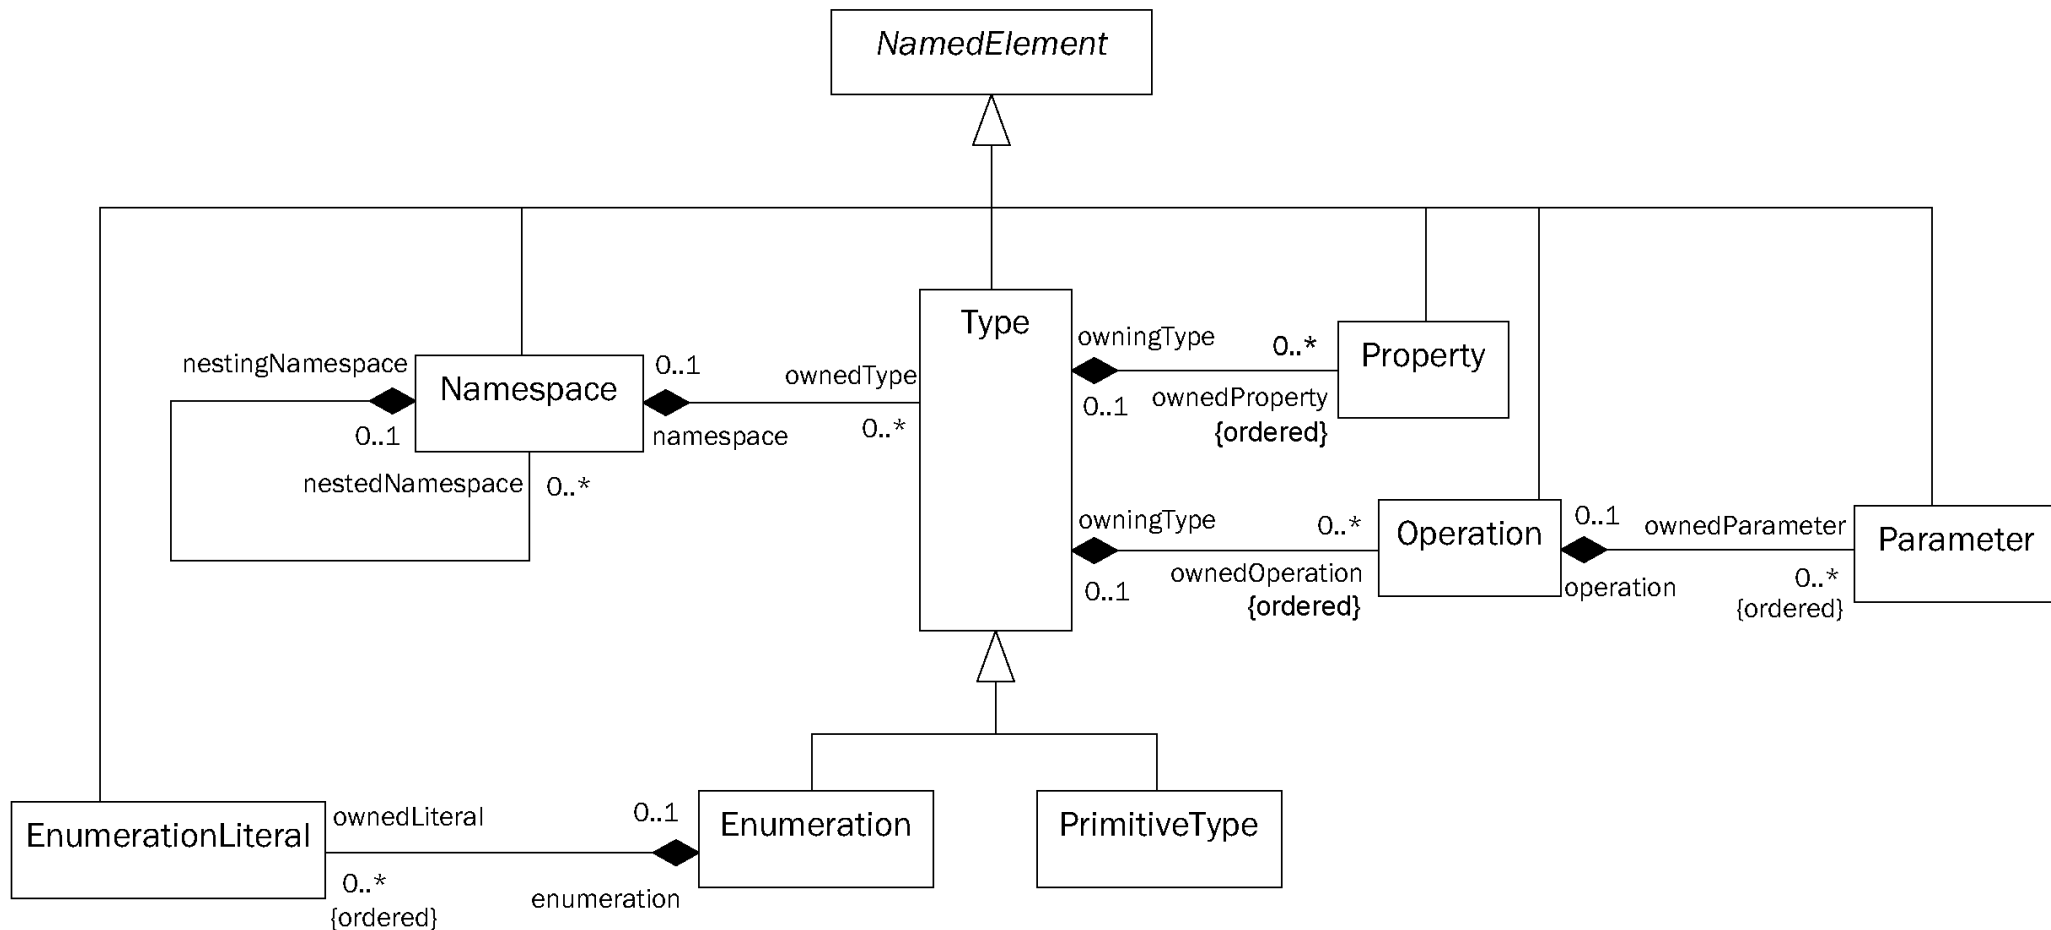 NamedElement
Type
owningType
0..*
Property
nestingNamespace
0..1
ownedType
Namespace
0..1
ownedProperty
{ordered}
0..1
namespace
0..*
nestedNamespace
0..*
owningType
0..*
Operation
0..1
ownedParameter
Parameter
0..1
ownedOperation
{ordered}
operation
0..*
{ordered}
EnumerationLiteral
ownedLiteral
0..1
Enumeration
PrimitiveType
0..*
{ordered}
enumeration